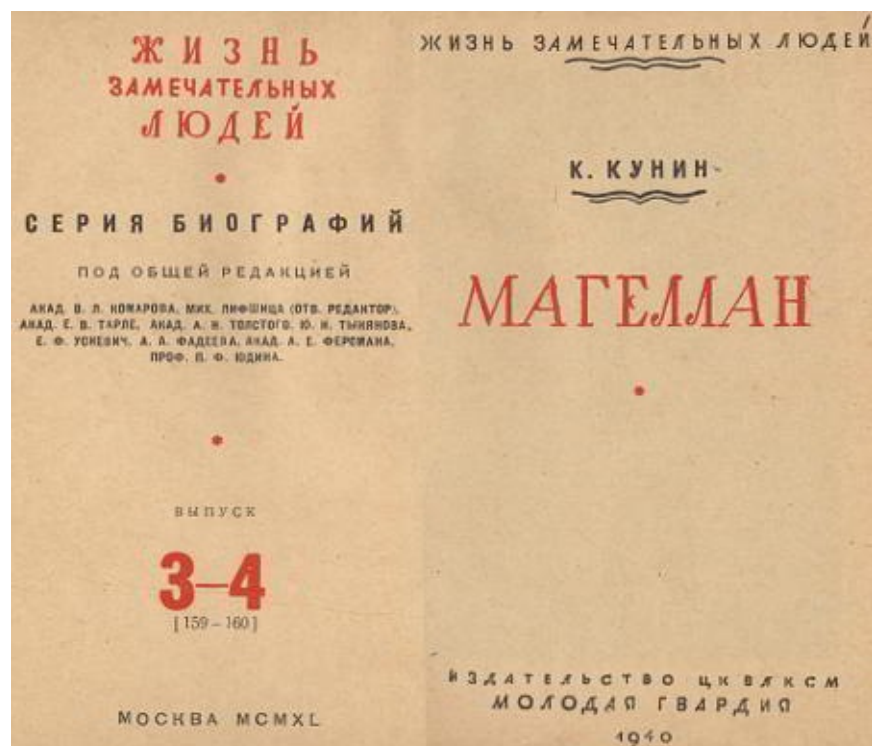 ЖИЗНЬ
ЗАМЕЧАТЕЛЬНЫХ
ЛЮДЕЙ
СЕРИЯ БИОГРАФИЙ
ПОД ОБЩЕЙ РЕДАКЦИЕЙ
АКАД. В. Л. КОМАРОВА, МИХ. ЛИФШИЦА (ОТВ. РЕДАКТОР),
АКАД. Е. В. ТАРЛЕ, АКАД. А. Н. ТОЛСТОГО, Ю. Н. ТЫНЯНОВА,
Е. Ф. УСИЕВИЧ, А. А. ФАДЕЕВА, АКАД. А. Е. ФЕРСМАНА,
ПРОФ. П. Ф. ЮДИНА.
ВЫПУСК
3–4
[159–160]
МОСКВА MCMXL
ЖИЗНЬ ЗАМЕЧАТЕЛЬНЫХ ЛЮДЕЙ
К. КУНИН
МАГЕЛЛАН
ИЗДАТЕЛЬСТВО ЦК ВЛКСМ
МОЛОДАЯ ГВАРДИЯ
1940